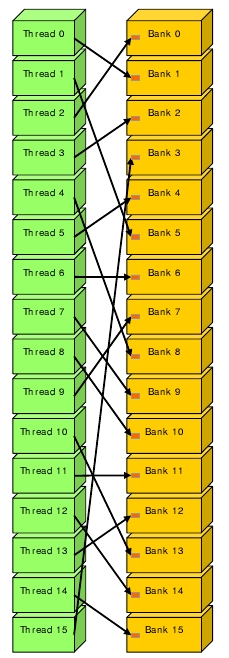 Thread 0 Bank 0
Thread 1 Bank 1
Thread 2 Bank 2
Thread 3 Bank 3
Thread 4 Bank 4
Thread 5 Bank 5
Thread 6 Bank 6
Thread 7 Bank 7
Thread 8 Bank 8
Thread 9 Bank 9
Thread 10 Bank 10
Thread 11 Bank 11
Thread 12 Bank 12
Thread 13 Bank 13
Thread 14 Bank 14
Thread 15 Bank 15